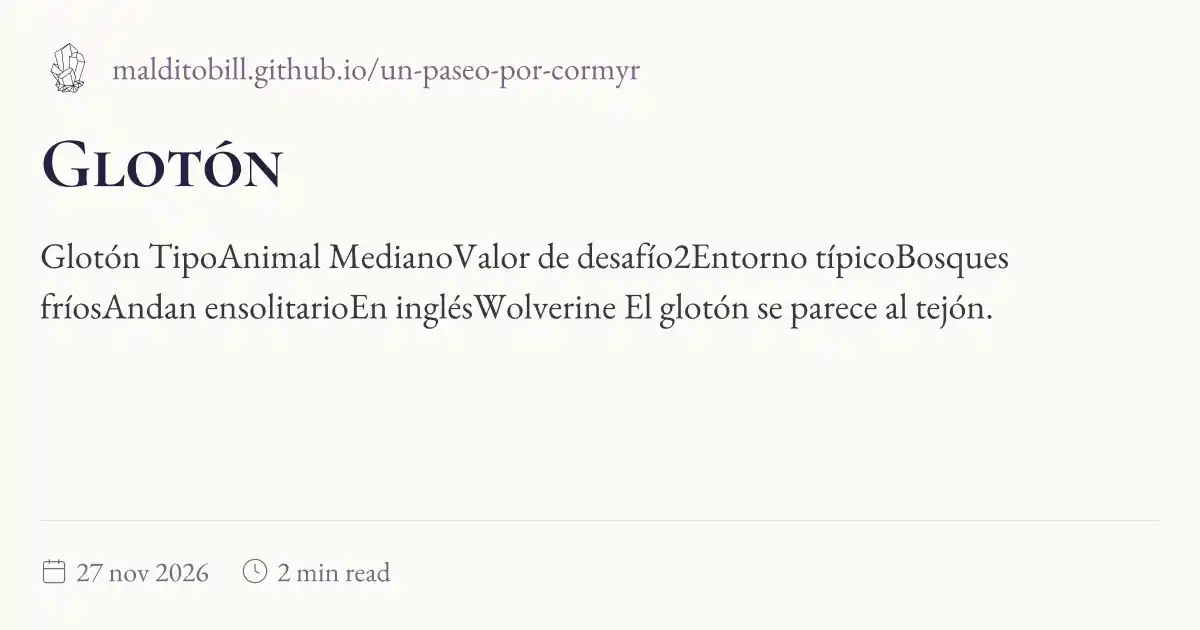 malditobill.github.io/un-paseo-por-cormyr
Glotón
Glotón TipoAnimal MedianoValor de desafío2Entorno típicoBosques
fríosAndan ensolitarioEn inglésWolverine El glotón se parece al tejón.
27 nov 2026 2 min read